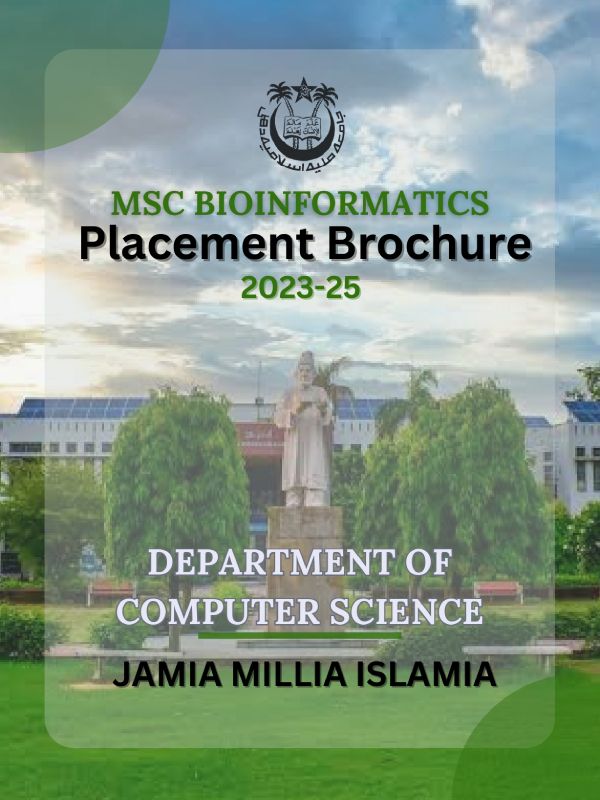 MSC BIOINFORMATICS
Placement Brochure
2023-25
DEPARTMENT OF
COMPUTER SCIENCE
JAMIA MILLIA ISLAMIA